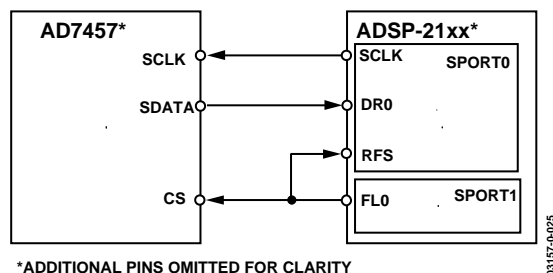 AD7457*
ADSP-21xx*
SCLK
SCLK
SPORT0
SDATA
DR0
RFS
CS
FL0
SPORT1
*ADDITIONAL PINS OMITTED FOR CLARITY
03157-0-025